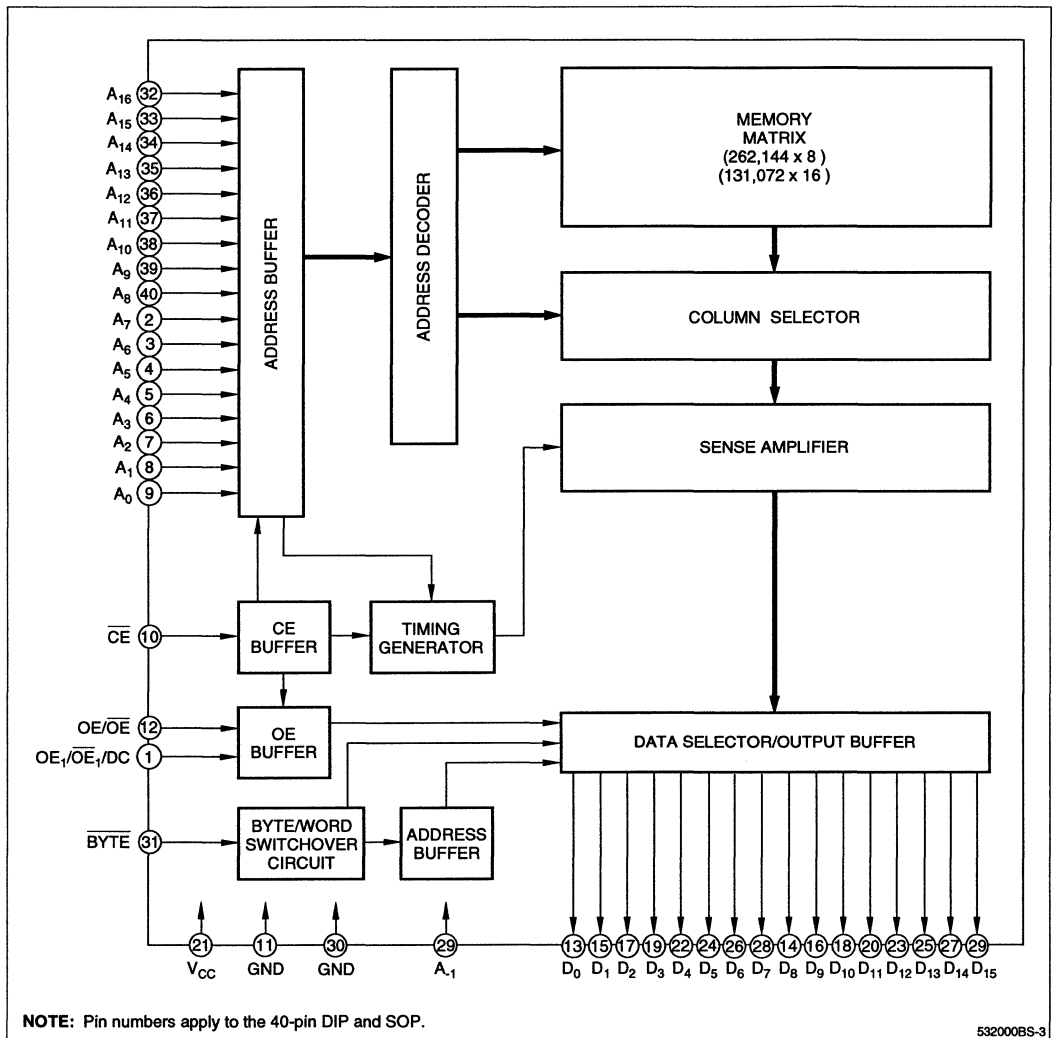 A16 32
A15 33
A14 34
A13 35
A12 36
A11 37
A10 38
A9 39
A8 40
A7 2
A6 3
A5 4
A4 5
A3 6
A2 7
A1 8
A0 9
ADDRESS BUFFER
ADDRESS DECODER
MEMORY
MATRIX
(262,144 x 8 )
(131,072 x 16 )
COLUMN SELECTOR
SENSE AMPLIFIER
C̅E̅ 10
CE
BUFFER
TIMING
GENERATOR
OE/O̅E̅ 12
OE1/O̅E̅1/DC 1
OE
BUFFER
DATA SELECTOR/OUTPUT BUFFER
B̅Y̅T̅E̅ 31
BYTE/WORD
SWITCHOVER
CIRCUIT
ADDRESS
BUFFER
21 11 30 29 13 15 17 19 22 24 26 28 14 16 18 20 23 25 27 29
VCC GND GND A-1 D0 D1 D2 D3 D4 D5 D6 D7 D8 D9 D10 D11 D12 D13 D14 D15
NOTE: Pin numbers apply to the 40-pin DIP and SOP.
532000BS-3